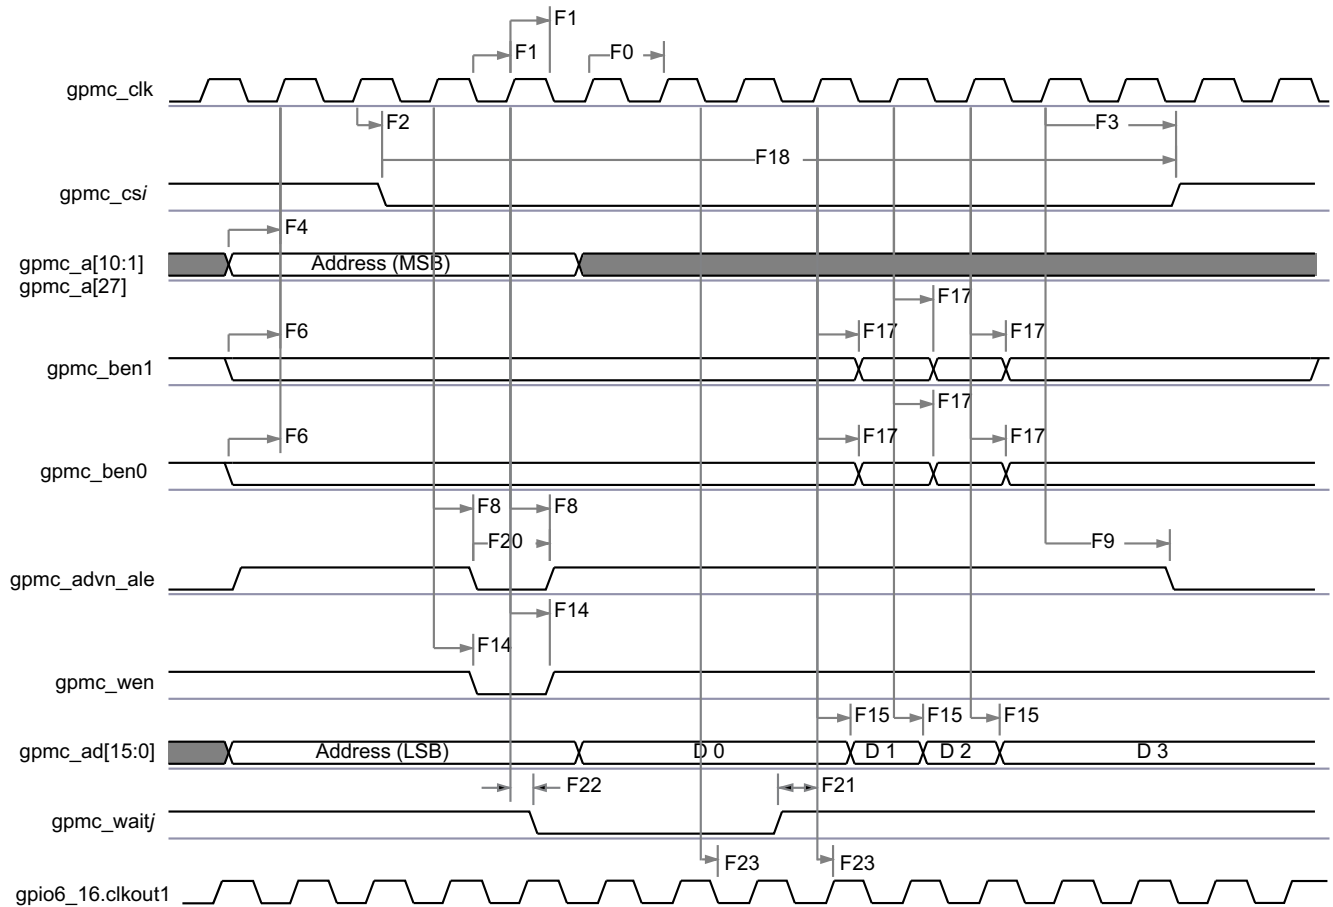 F1
F1
F0
gpmc_clk
F2
F3
F18
gpmc_csi
F4
gpmc_a[10:1]
Address (MSB)
gpmc_a[27]
F17
F6
F17
F17
gpmc_ben1
F17
F6
F17
F17
gpmc_ben0
F8
F8
F20
F9
gpmc_advn_ale
F14
F14
gpmc_wen
F15
F15
F15
gpmc_ad[15:0]
Address (LSB)
D 0
D 1
D 2
D 3
F22
F21
gpmc_waitj
F23
F23
gpio6_16.clkout1